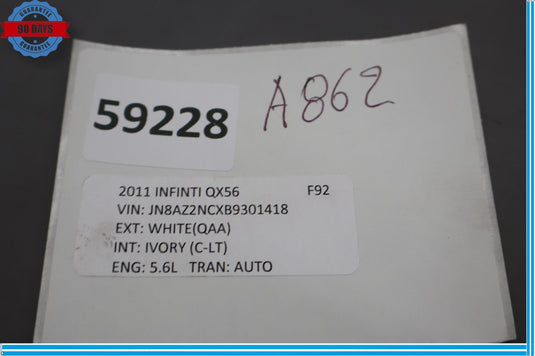 GUARANTEE
90 DAYS
GUARANTEE
59228
A862
2011 INFINTI QX56 F92
VIN: JN8AZ2NCXB9301418
EXT: WHITE(QAA)
INT: IVORY (C-LT)
ENG: 5.6L TRAN: AUTO